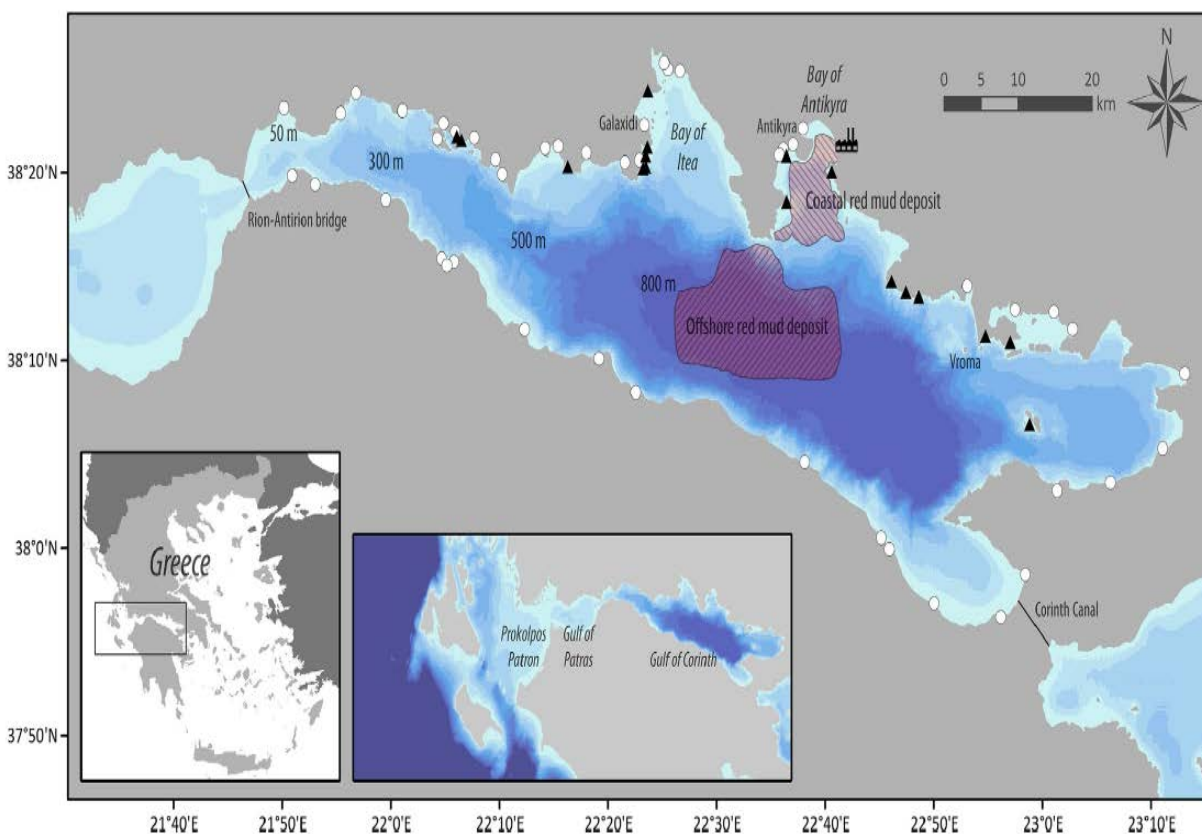 N
0 5 10 20
km
Bay of
Antikyra
Antikyra
Galaxidi
Bay of
Itea
50 m
300 m
38°20'N
Coastal red mud deposit
Rion-Antirion bridge
500 m
800 m
Offshore red mud deposit
38°10'N
Vroma
38°0'N
Greece
Prokolpos
Patron
Gulf of
Patras
Gulf of Corinth
Corinth Canal
37°50'N
21°40'E 21°50'E 22°0'E 22°10'E 22°20'E 22°30'E 22°40'E 22°50'E 23°0'E 23°10'E